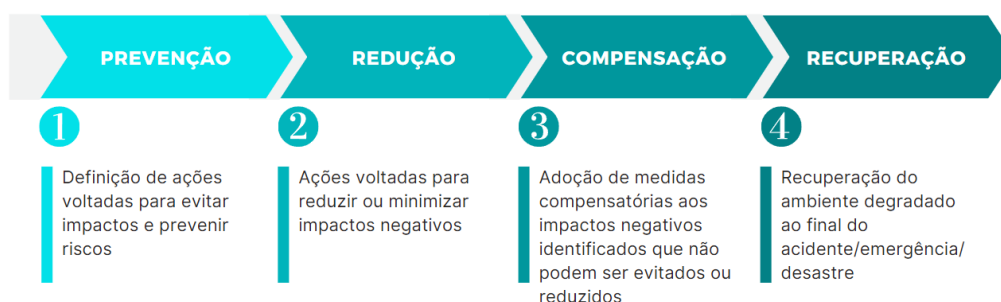 PREVENÇÃO
REDUÇÃO
COMPENSAÇÃO
RECUPERAÇÃO
1
Definição de ações
voltadas para evitar
impactos e prevenir
riscos
2
Ações voltadas para
reduzir ou minimizar
impactos negativos
3
Adoção de medidas
compensatórias aos
impactos negativos
identificados que não
podem ser evitados ou
reduzidos
4
Recuperação do
ambiente degradado
ao final do
acidente/emergência/
desastre